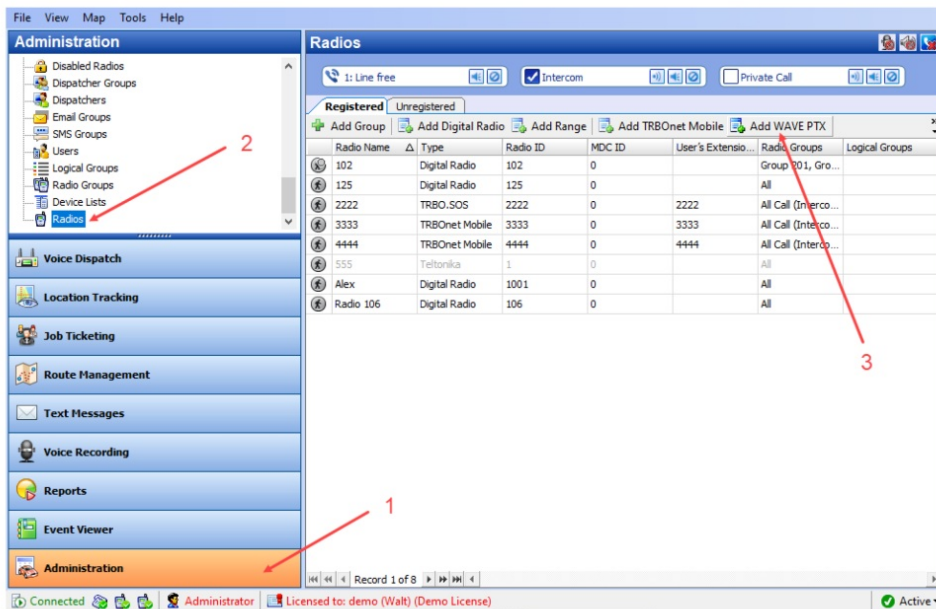 File View Map Tools Help
Administration
Disabled Radios
Dispatcher Groups
Dispatchers
Email Groups
SMS Groups
Users
Logical Groups
Radio Groups
Device Lists
Radios
2
Voice Dispatch
Location Tracking
Job Ticketing
Route Management
Text Messages
Voice Recording
Reports
Event Viewer
Administration
1
Radios
1: Line free Intercom Private Call
Registered Unregistered
Add Group Add Digital Radio Add Range Add TRBOnet Mobile Add WAVE PTX
Radio Name Type Radio ID MDC ID User's Extensio... Radio Groups Logical Groups
102 Digital Radio 102 0 Group 201, Gro...
125 Digital Radio 125 0 All
2222 TRBO.SOS 2222 0 2222 All Call (Interco...
3333 TRBOnet Mobile 3333 0 3333 All Call (Interco...
4444 TRBOnet Mobile 4444 0 4444 All Call (Interco...
555 Teltonika 1 0 All
Alex Digital Radio 1001 0 All
Radio 106 Digital Radio 106 0 All
3
Record 1 of 8
Connected Administrator Licensed to: demo (Walt) (Demo License) Active